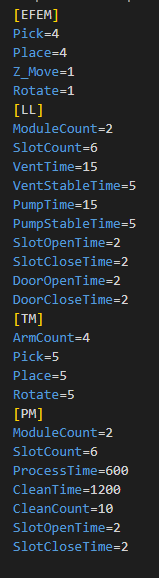 [EFEM]
Pick=4
Place=4
Z_Move=1
Rotate=1
[LL]
ModuleCount=2
SlotCount=6
VentTime=15
VentStableTime=5
PumpTime=15
PumpStableTime=5
SlotOpenTime=2
SlotCloseTime=2
DoorOpenTime=2
DoorCloseTime=2
[TM]
ArmCount=4
Pick=5
Place=5
Rotate=5
[PM]
ModuleCount=2
SlotCount=6
ProcessTime=600
CleanTime=1200
CleanCount=10
SlotOpenTime=2
SlotCloseTime=2